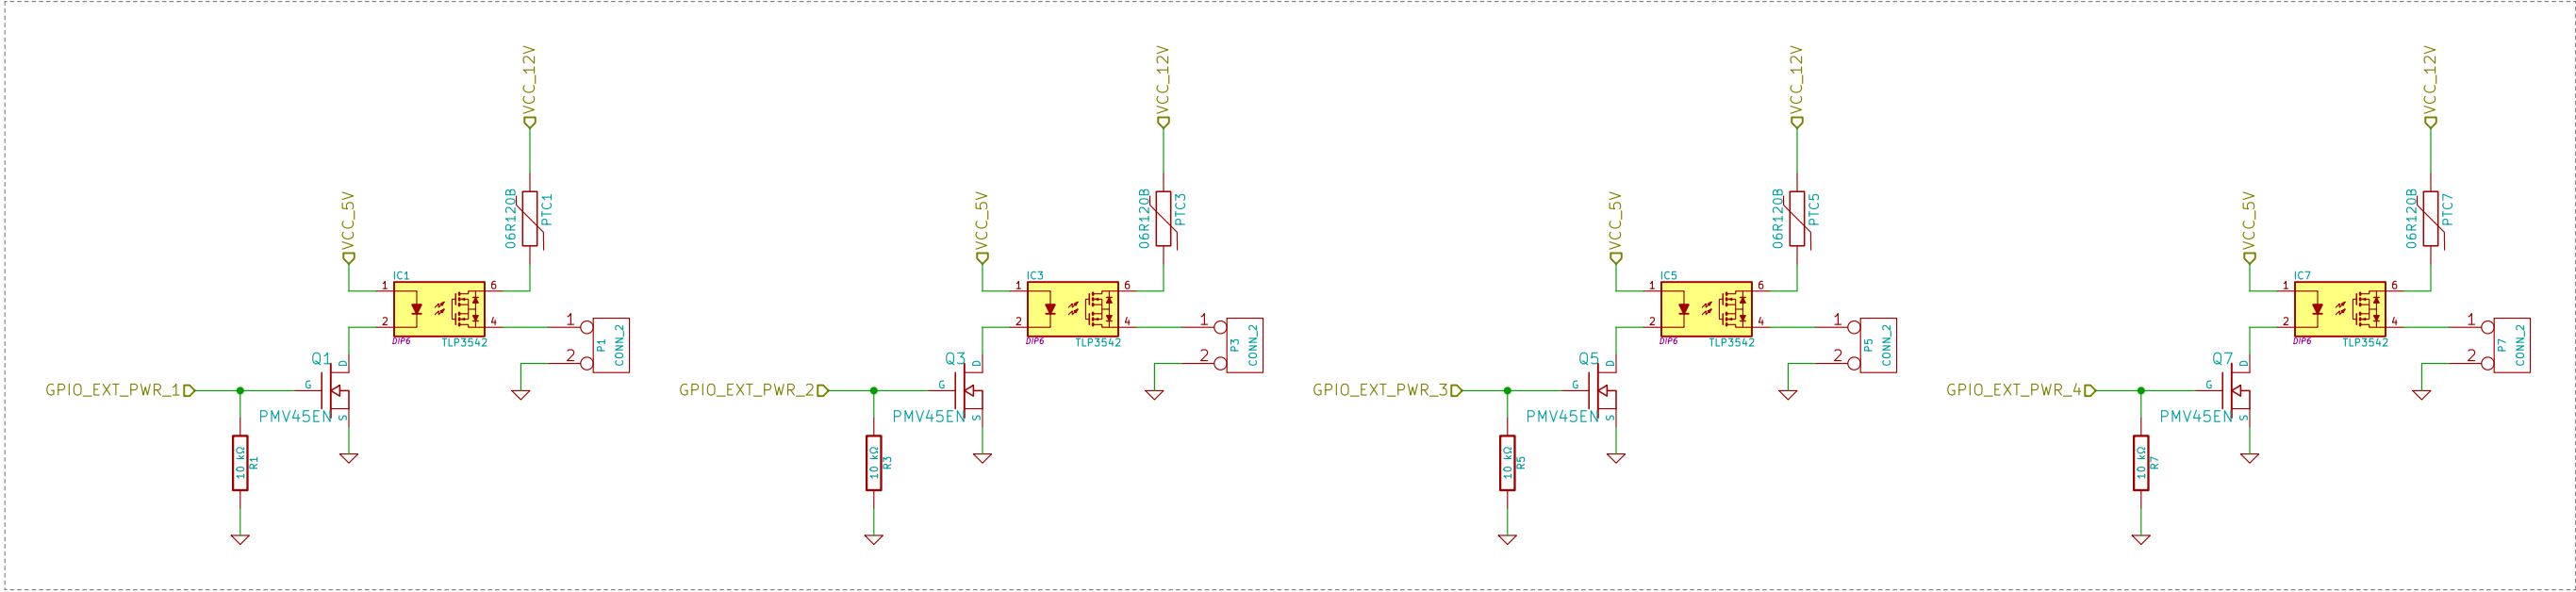 VCC_12V
06R120B
PTC1
VCC_5V
IC1
1
6
2
4
DIP6
TLP3542
1
2
P1
CONN_2
Q1
D
G
S
GPIO_EXT_PWR_1
PMV45EN
10 kΩ
R1
VCC_12V
06R120B
PTC3
VCC_5V
IC3
1
6
2
4
DIP6
TLP3542
1
2
P3
CONN_2
Q3
D
G
S
GPIO_EXT_PWR_2
PMV45EN
10 kΩ
R3
VCC_12V
06R120B
PTC5
VCC_5V
IC5
1
6
2
4
DIP6
TLP3542
1
2
P5
CONN_2
Q5
D
G
S
GPIO_EXT_PWR_3
PMV45EN
10 kΩ
R5
VCC_12V
06R120B
PTC7
VCC_5V
IC7
1
6
2
4
DIP6
TLP3542
1
2
P7
CONN_2
Q7
D
G
S
GPIO_EXT_PWR_4
PMV45EN
10 kΩ
R7